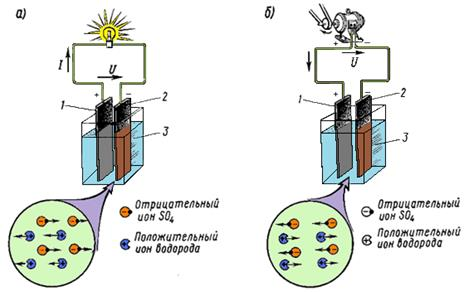 а)
I
U
+
−
1
2
3
Отрицательный
ион SO₄
Положительный
ион водорода
б)
U
+
−
1
2
3
Отрицательный
ион SO₄
Положительный
ион водорода